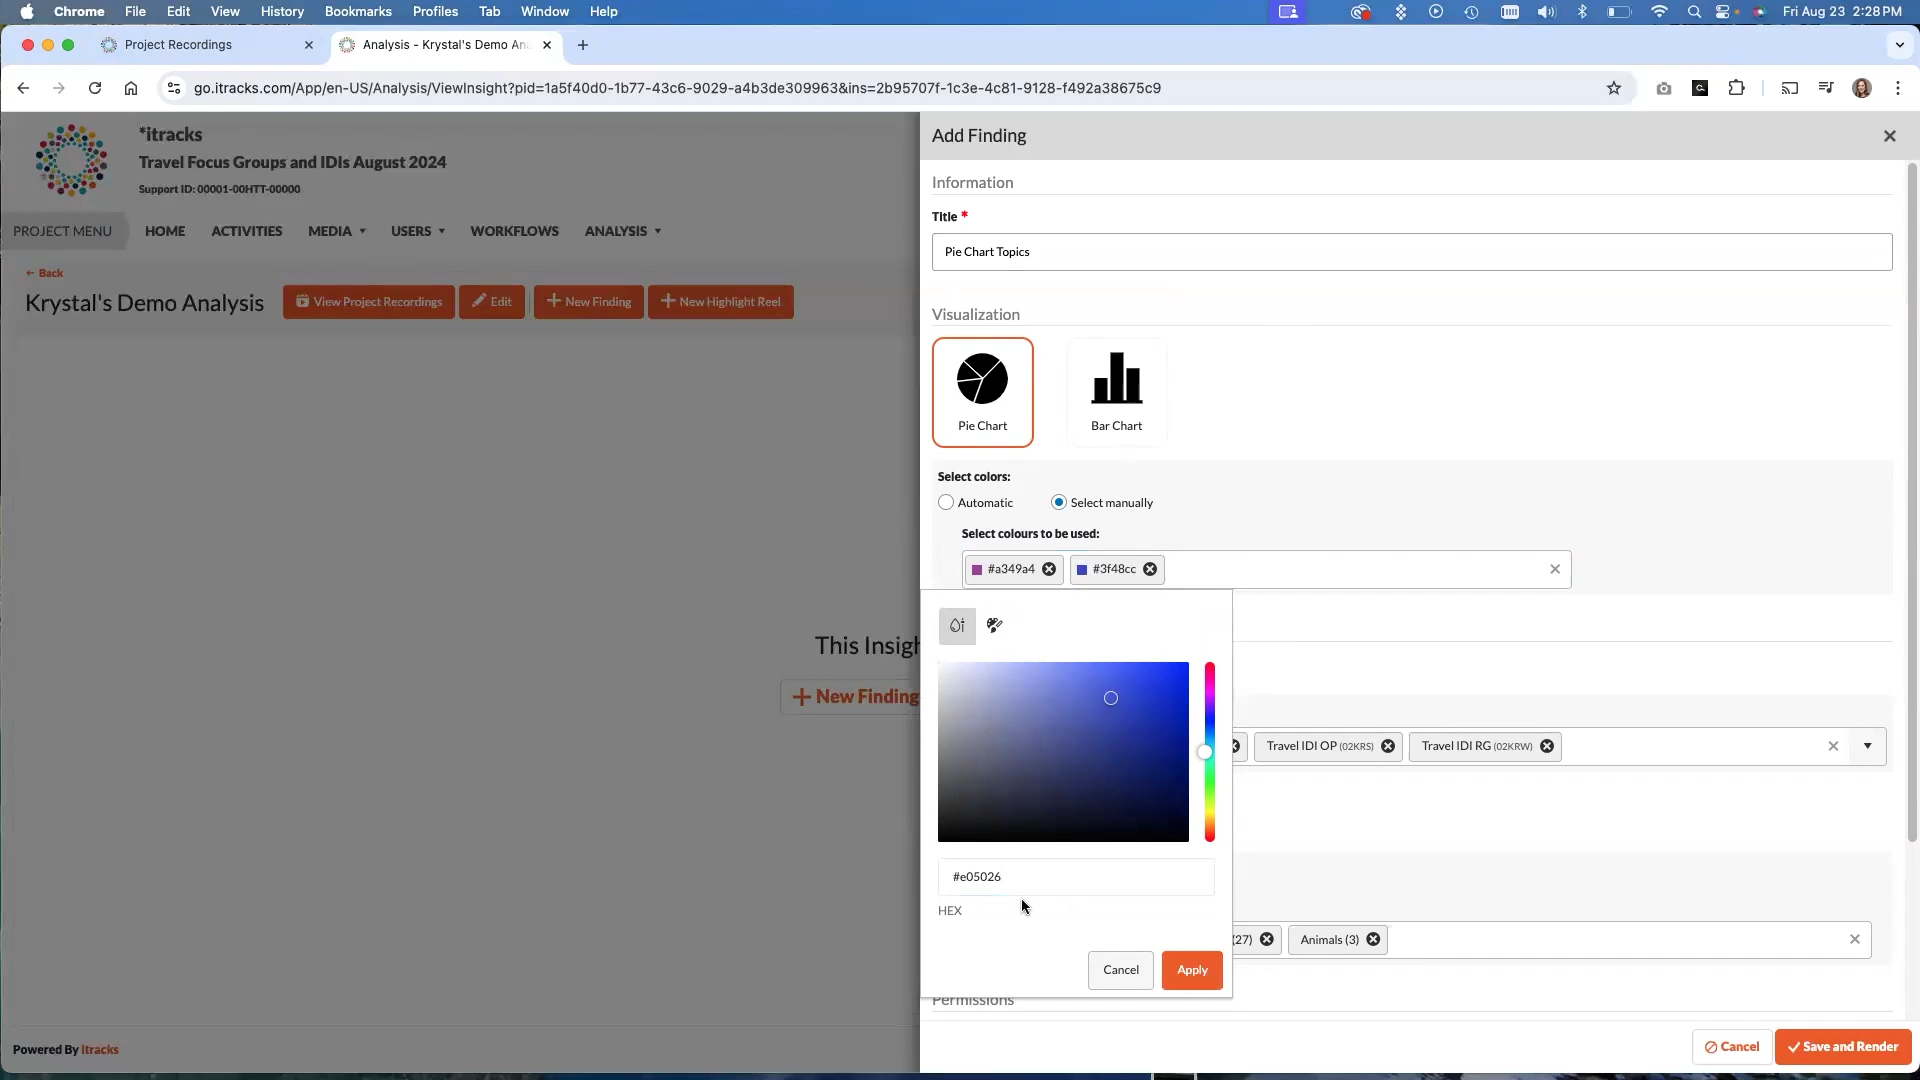 Chrome File Edit View History Bookmarks Profiles Tab Window Help Fri Aug 23 2:28 PM
Project Recordings Analysis - Krystal's Demo An
go.itracks.com/App/en-US/Analysis/ViewInsight?pid=1a5f40d0-1b77-43c6-9029-a4b3de309963&ins=2b95707f-1c3e-4c81-9128-f492a38675c9
*itracks
Travel Focus Groups and IDIs August 2024
Support ID: 00001-00HTT-00000
PROJECT MENU HOME ACTIVITIES MEDIA USERS WORKFLOWS ANALYSIS
← Back
Krystal's Demo Analysis View Project Recordings Edit + New Finding + New Highlight Reel
This Insigh
+ New Finding
Powered By itracks
Add Finding
Information
Title *
Pie Chart Topics
Visualization
Pie Chart Bar Chart
Select colors:
Automatic Select manually
Select colours to be used:
#a349a4 #3f48cc
Travel IDI OP (02KRS) Travel IDI RG (02KRW)
#e05026
HEX
(27) Animals (3)
Cancel Apply
Permissions
Cancel Save and Render